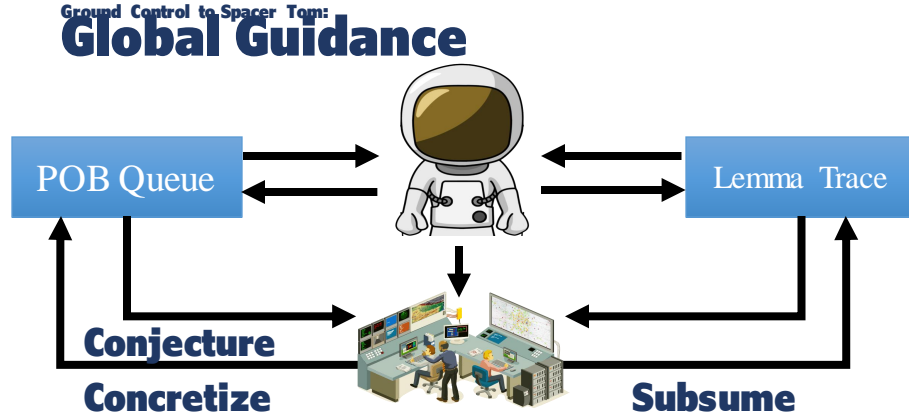 Ground Control to Spacer Tom:
Global Guidance
POB Queue
Lemma Trace
Conjecture
Concretize
Subsume